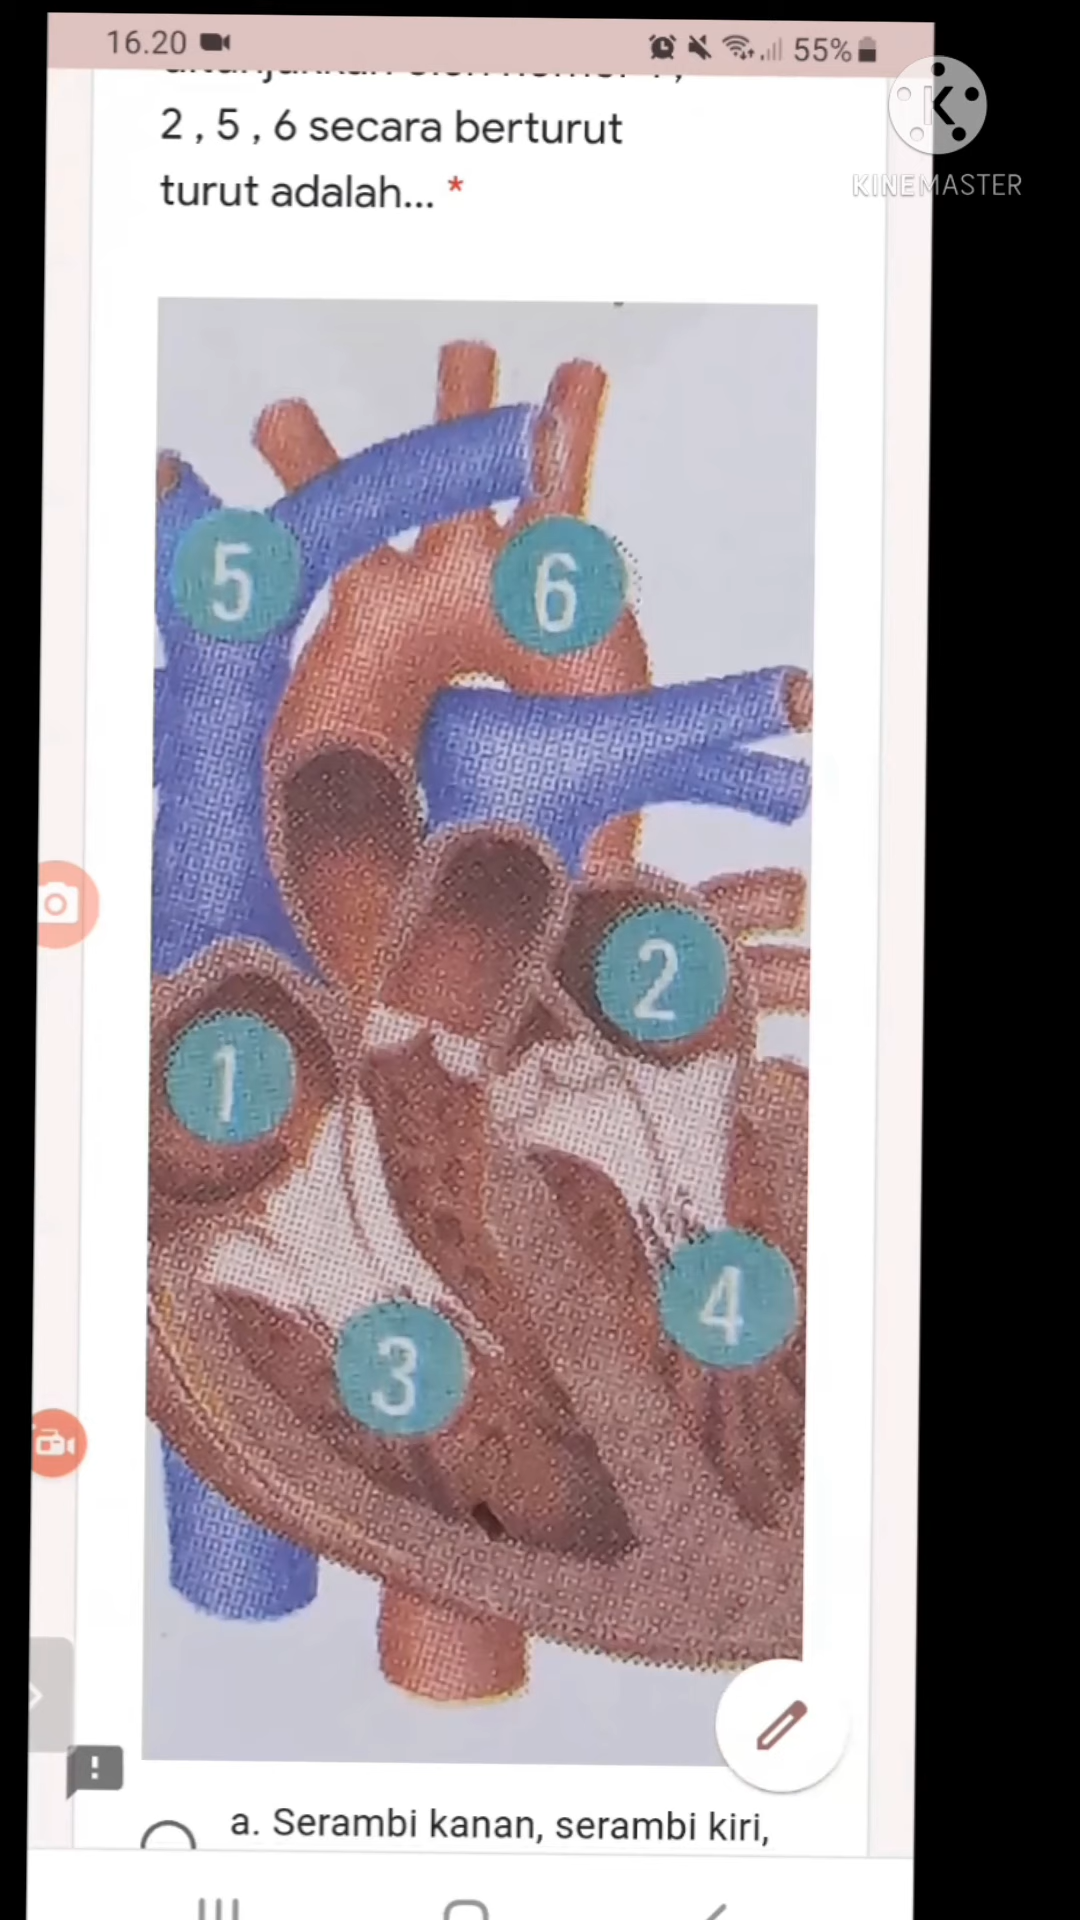 16.20 55%
KINEMASTER
2 , 5 , 6 secara berturut
turut adalah... *
5
6
2
1
4
3
a. Serambi kanan, serambi kiri,